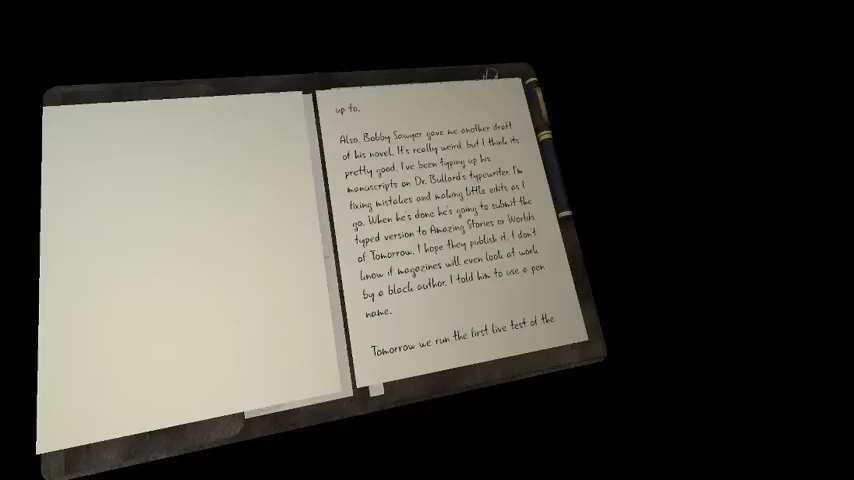 up to.
Also, Bobby Sawyer gave me another draft
of his novel. It's really weird, but I think its
pretty good. I've been typing up his
manuscripts on Dr. Bullard's typewriter. I'm
fixing mistakes and making little edits as I
go. When he's done he's going to submit the
typed version to Amazing Stories or Worlds
of Tomorrow. I hope they publish it. I don't
know if magazines will even look at work
by a black author. I told him to use a pen
name.
Tomorrow we run the first live test of the